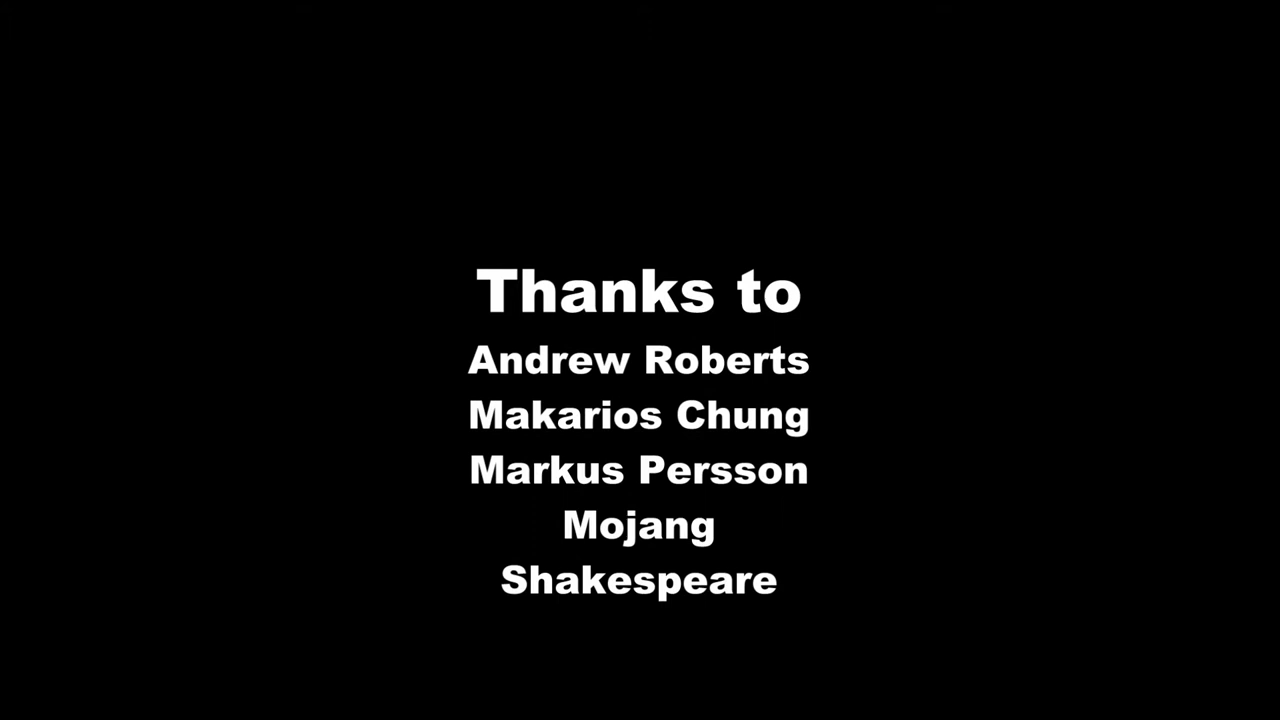 Thanks to
Andrew Roberts
Makarios Chung
Markus Persson
Mojang
Shakespeare